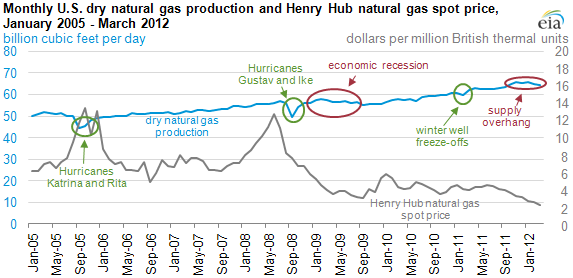 Monthly U.S. dry natural gas production and Henry Hub natural gas spot price,
January 2005 - March 2012
eia
billion cubic feet per day
dollars per million British thermal units
80
70
60
50
40
30
20
10
0
20
18
16
14
12
10
8
6
4
2
0
Hurricanes
Gustav and Ike
economic recession
dry natural gas
production
winter well
freeze-offs
supply
overhang
Hurricanes
Katrina and Rita
Henry Hub natural gas
spot price
Jan-05
May-05
Sep-05
Jan-06
May-06
Sep-06
Jan-07
May-07
Sep-07
Jan-08
May-08
Sep-08
Jan-09
May-09
Sep-09
Jan-10
May-10
Sep-10
Jan-11
May-11
Sep-11
Jan-12